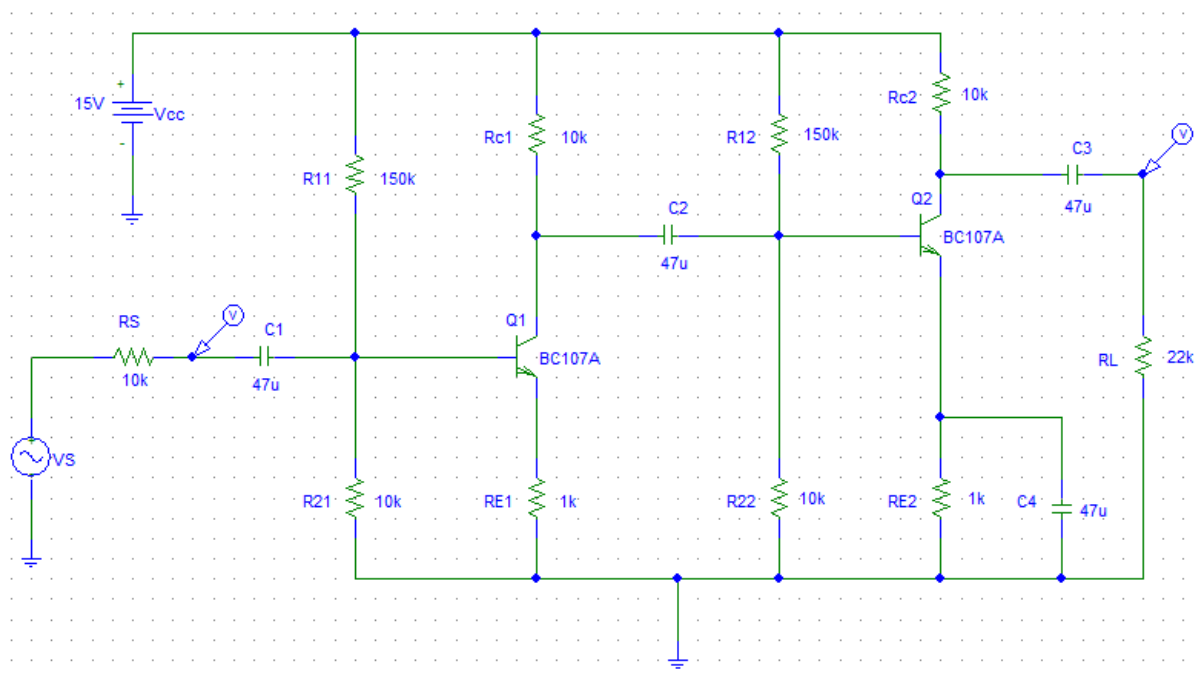 15V
+
-
Vcc
R11
150k
Rc1
10k
R12
150k
Rc2
10k
C3
47u
V
Q2
BC107A
C2
47u
RS
10k
V
C1
47u
Q1
BC107A
RL
22k
VS
R21
10k
RE1
1k
R22
10k
RE2
1k
C4
47u